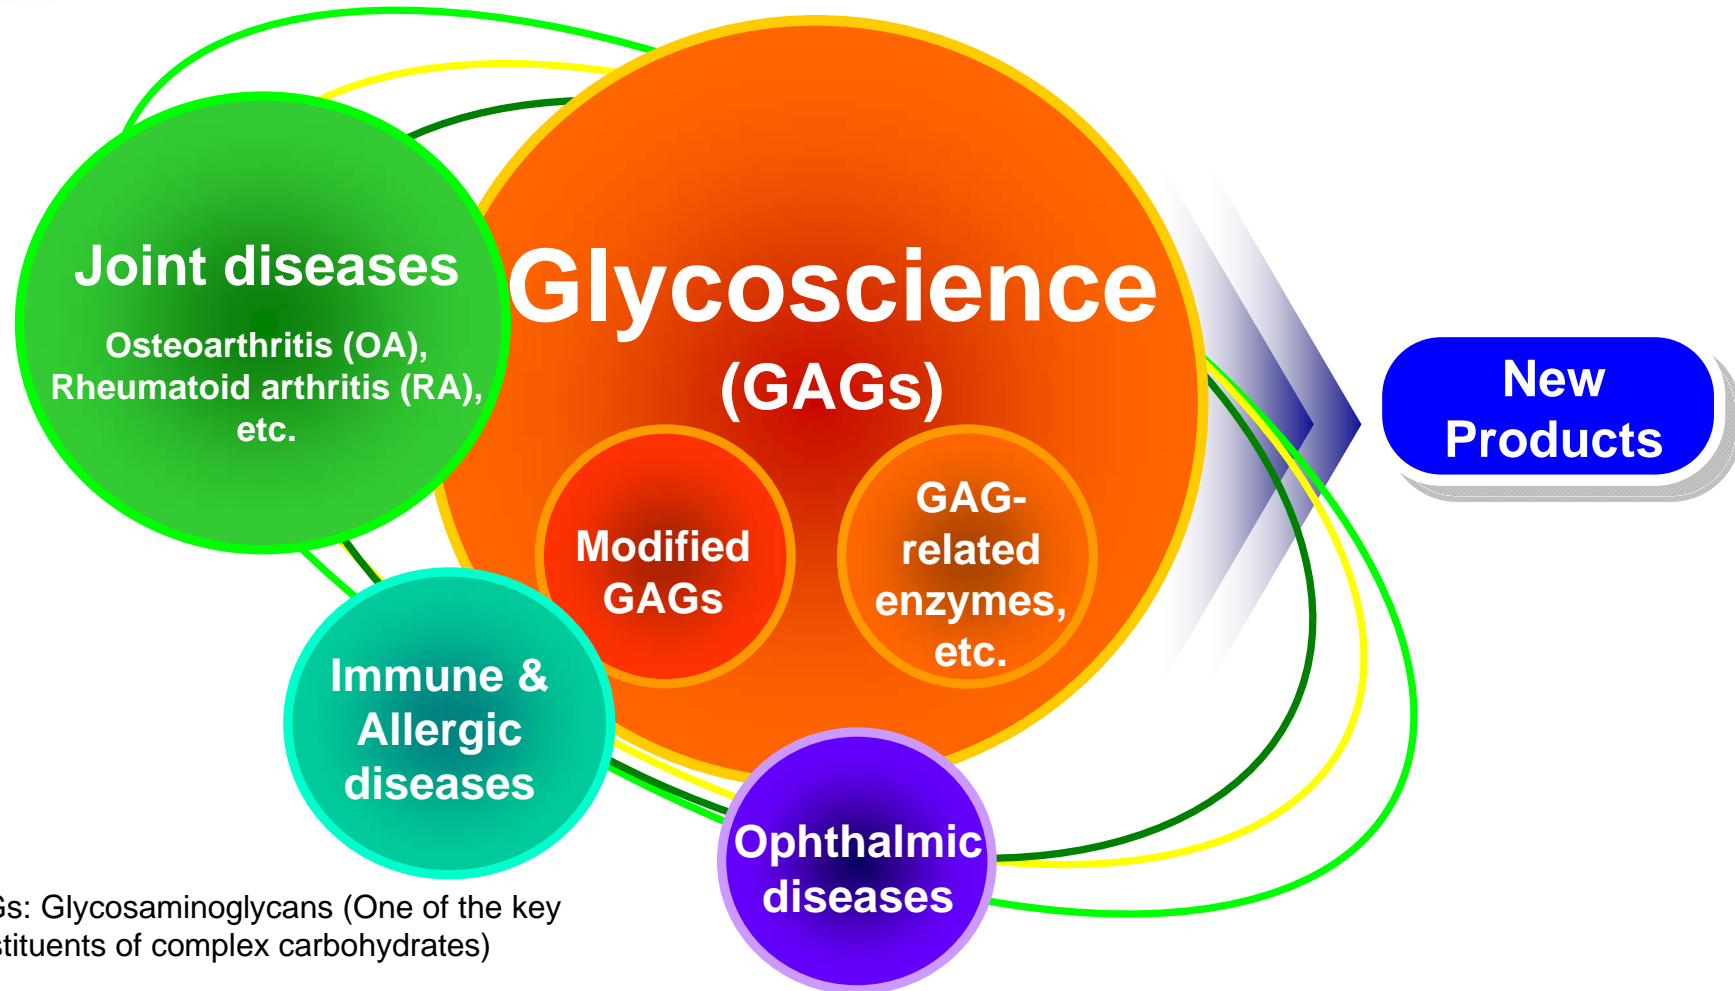 Joint diseases
Osteoarthritis (OA),
Rheumatoid arthritis (RA),
etc.
Glycoscience
(GAGs)
Modified
GAGs
GAG-
related
enzymes,
etc.
New
Products
Immune &
Allergic
diseases
Ophthalmic
diseases
Glycosaminoglycans (One of the key
of complex carbohydrates)